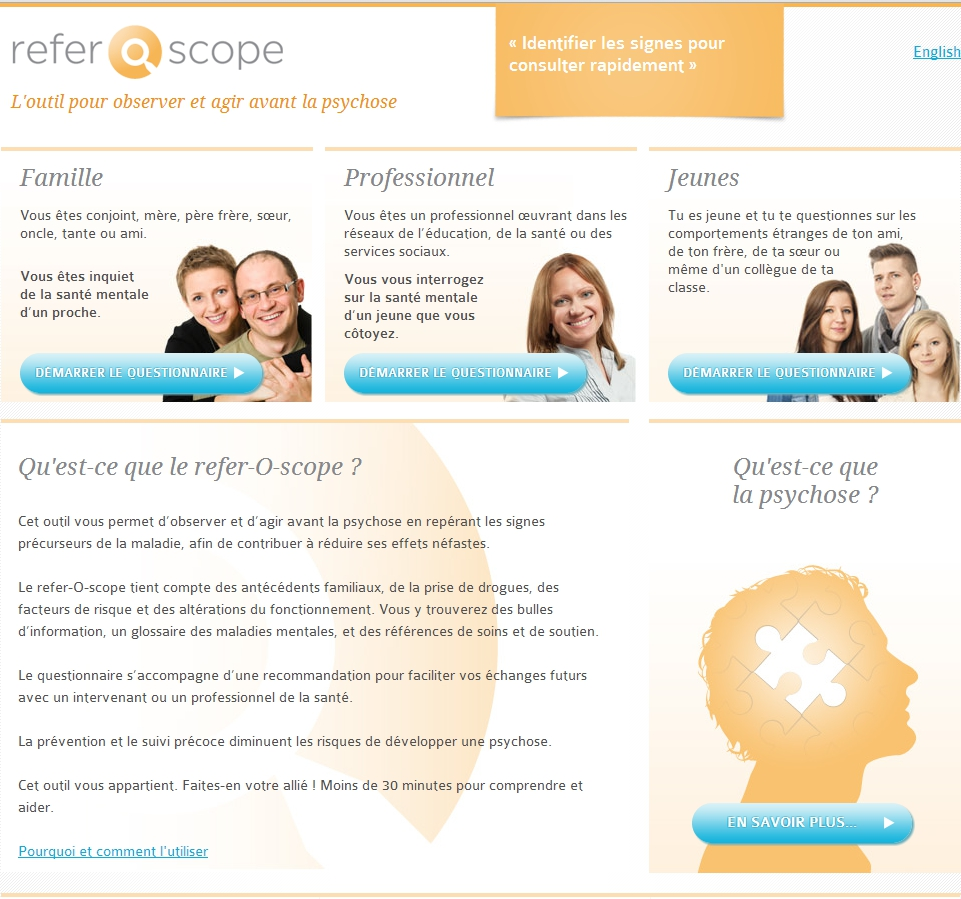 refer O scope
L'outil pour observer et agir avant la psychose
« Identifier les signes pour
consulter rapidement »
English
Famille
Vous êtes conjoint, mère, père frère, sœur,
oncle, tante ou ami.
Vous êtes inquiet
de la santé mentale
d'un proche.
DÉMARRER LE QUESTIONNAIRE
Professionnel
Vous êtes un professionnel œuvrant dans les
réseaux de l'éducation, de la santé ou des
services sociaux.
Vous vous interrogez
sur la santé mentale
d'un jeune que vous
côtoyez.
DÉMARRER LE QUESTIONNAIRE
Jeunes
Tu es jeune et tu te questionnes sur les
comportements étranges de ton ami,
de ton frère, de ta sœur ou
même d'un collègue de ta
classe.
DÉMARRER LE QUESTIONNAIRE
Qu'est-ce que le refer-O-scope ?
Cet outil vous permet d'observer et d'agir avant la psychose en repérant les signes
précurseurs de la maladie, afin de contribuer à réduire ses effets néfastes.
Le refer-O-scope tient compte des antécédents familiaux, de la prise de drogues, des
facteurs de risque et des altérations du fonctionnement. Vous y trouverez des bulles
d'information, un glossaire des maladies mentales, et des références de soins et de soutien.
Le questionnaire s'accompagne d'une recommandation pour faciliter vos échanges futurs
avec un intervenant ou un professionnel de la santé.
La prévention et le suivi précoce diminuent les risques de développer une psychose.
Cet outil vous appartient. Faites-en votre allié ! Moins de 30 minutes pour comprendre et
aider.
Pourquoi et comment l'utiliser
Qu'est-ce que
la psychose ?
EN SAVOIR PLUS...